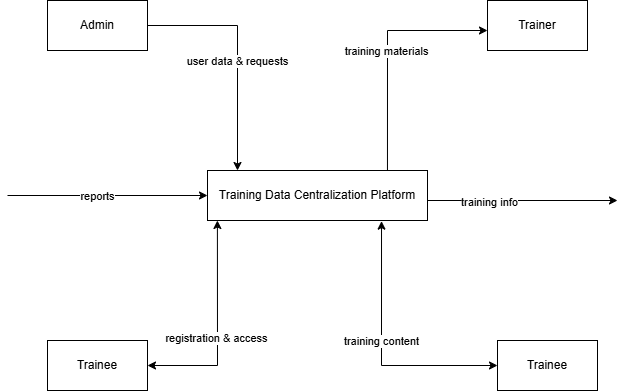 Admin
Trainer
training materials
user data & requests
reports
Training Data Centralization Platform
training info
registration & access
training content
Trainee
Trainee